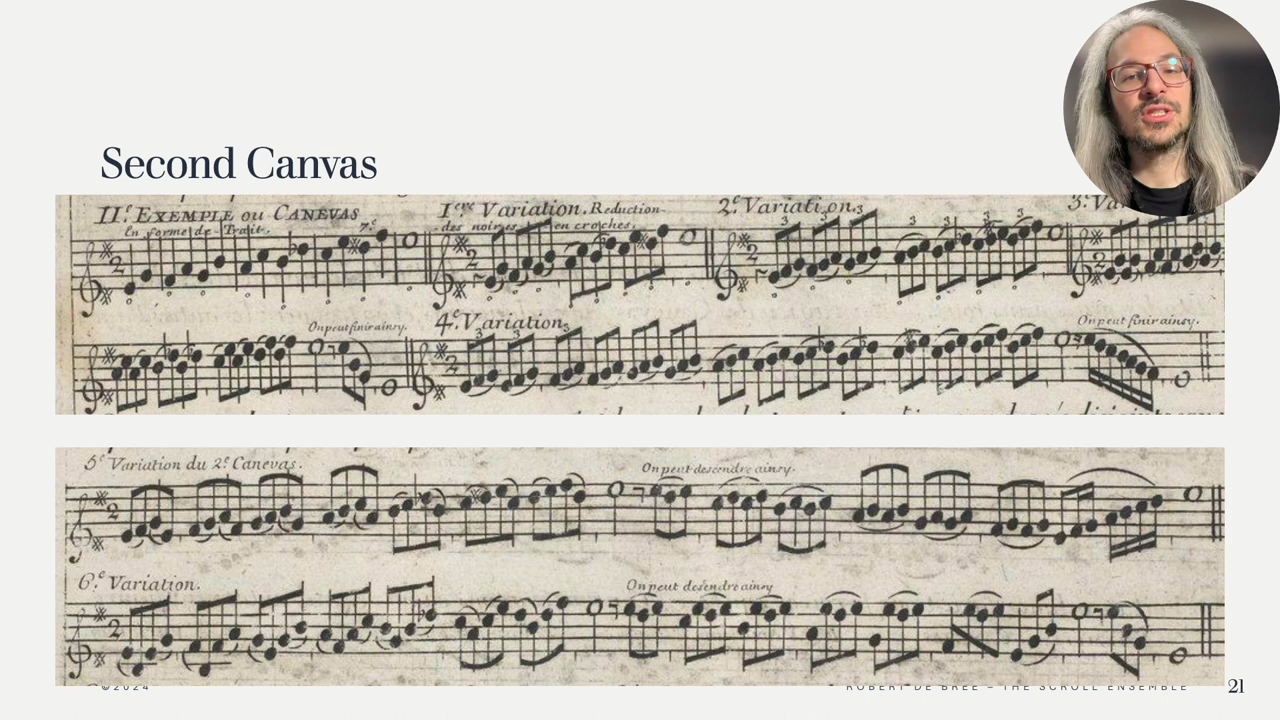 Second Canvas
II.e EXEMPLE ou CANEVAS
En forme de Trait. 7e.
I.ere Variation. Reduction
des noires en croches.
2.e Variation.
3.e Va
On peut finir ainsy.
4.e Variation.
On peut finir ainsy.
5.e Variation du 2.e Canevas.
On peut descendre ainsy.
6.e Variation.
On peut désendre ainsy
©2024
ROBERT DE BREE – THE SCROLL ENSEMBLE
21